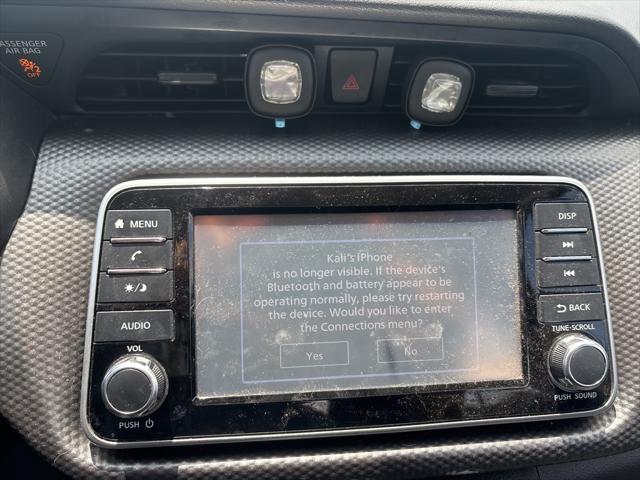 PASSENGER
AIR BAG
2
OFF
MENU
DISP
Kali's iPhone
is no longer visible. If the device's
Bluetooth and battery appear to be
operating normally, please try restarting
the device. Would you like to enter
the Connections menu?
Yes
No
AUDIO
BACK
VOL
TUNE•SCROLL
PUSH
PUSH SOUND